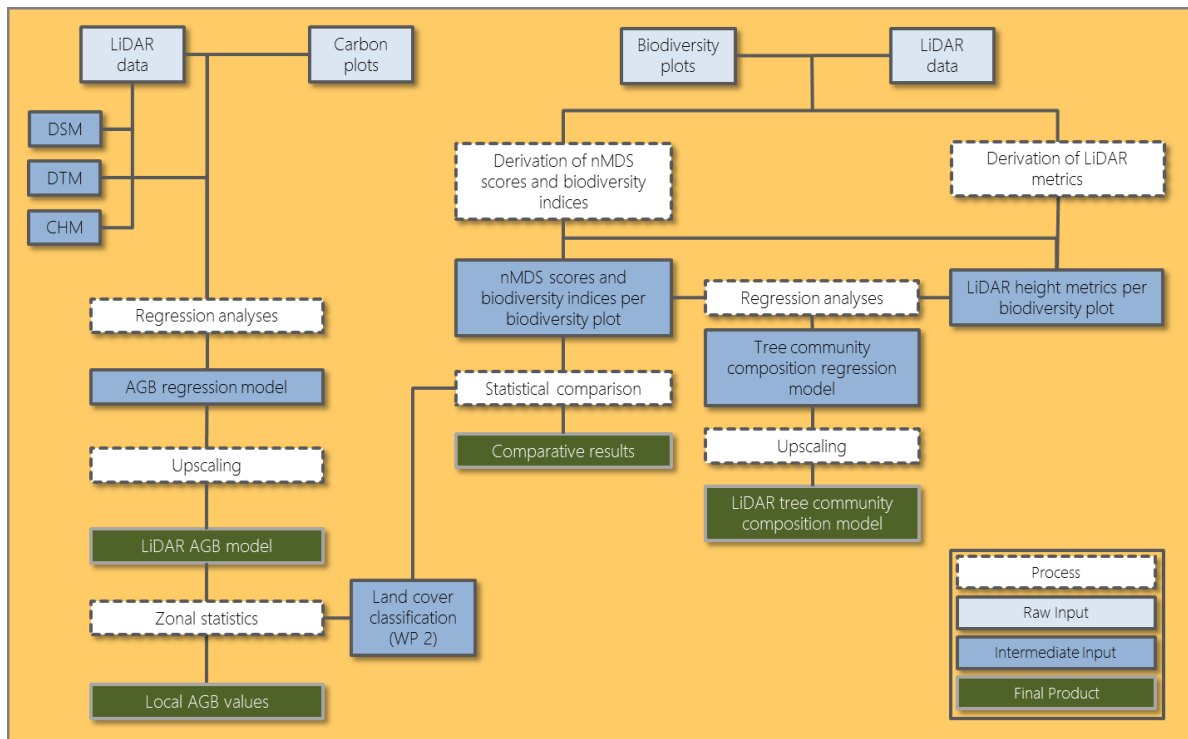 LiDAR
data
Carbon
plots
DSM
DTM
CHM
Regression analyses
AGB regression model
Upscaling
LiDAR AGB model
Zonal statistics
Local AGB values
Land cover
classification
(WP 2)
Biodiversity
plots
LiDAR
data
Derivation of nMDS
scores and biodiversity
indices
Derivation of LiDAR
metrics
nMDS scores and
biodiversity indices per
biodiversity plot
Regression analyses
LiDAR height metrics per
biodiversity plot
Statistical comparison
Comparative results
Tree community
composition regression
model
Upscaling
LiDAR tree community
composition model
Process
Raw Input
Intermediate Input
Final Product